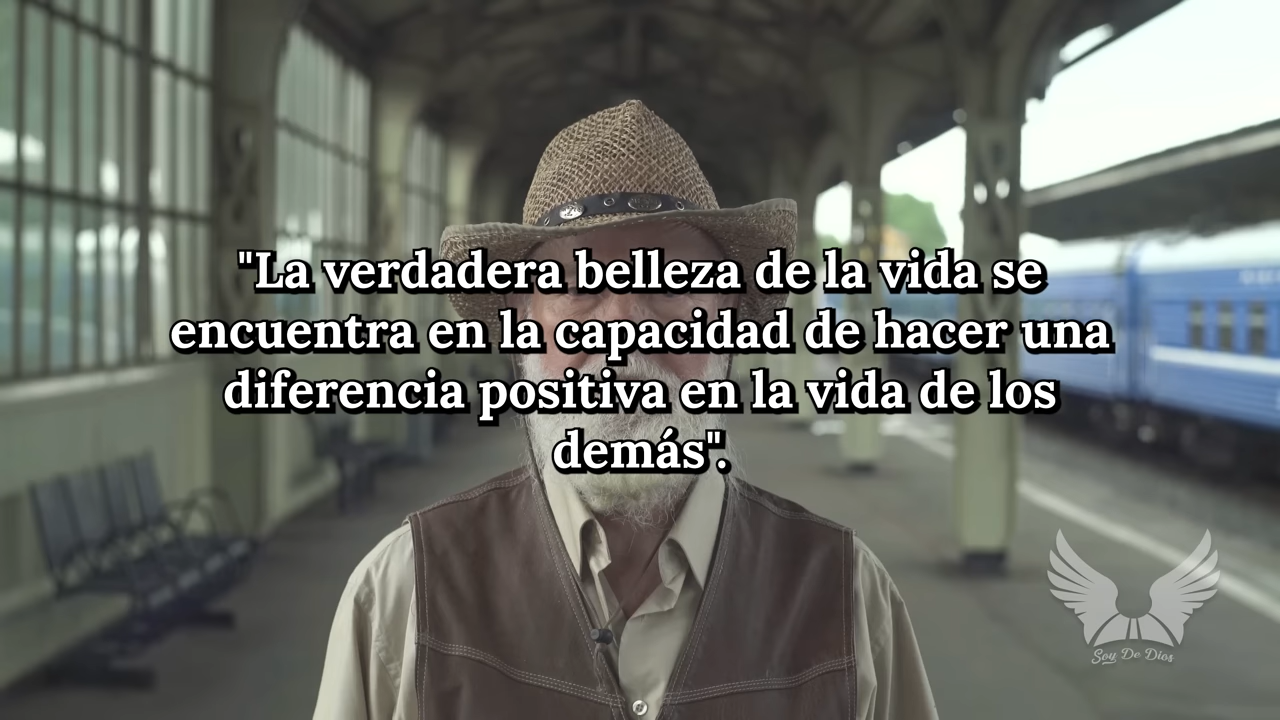 "La verdadera belleza de la vida se
encuentra en la capacidad de hacer una
diferencia positiva en la vida de los
demás".
Soy De Dios